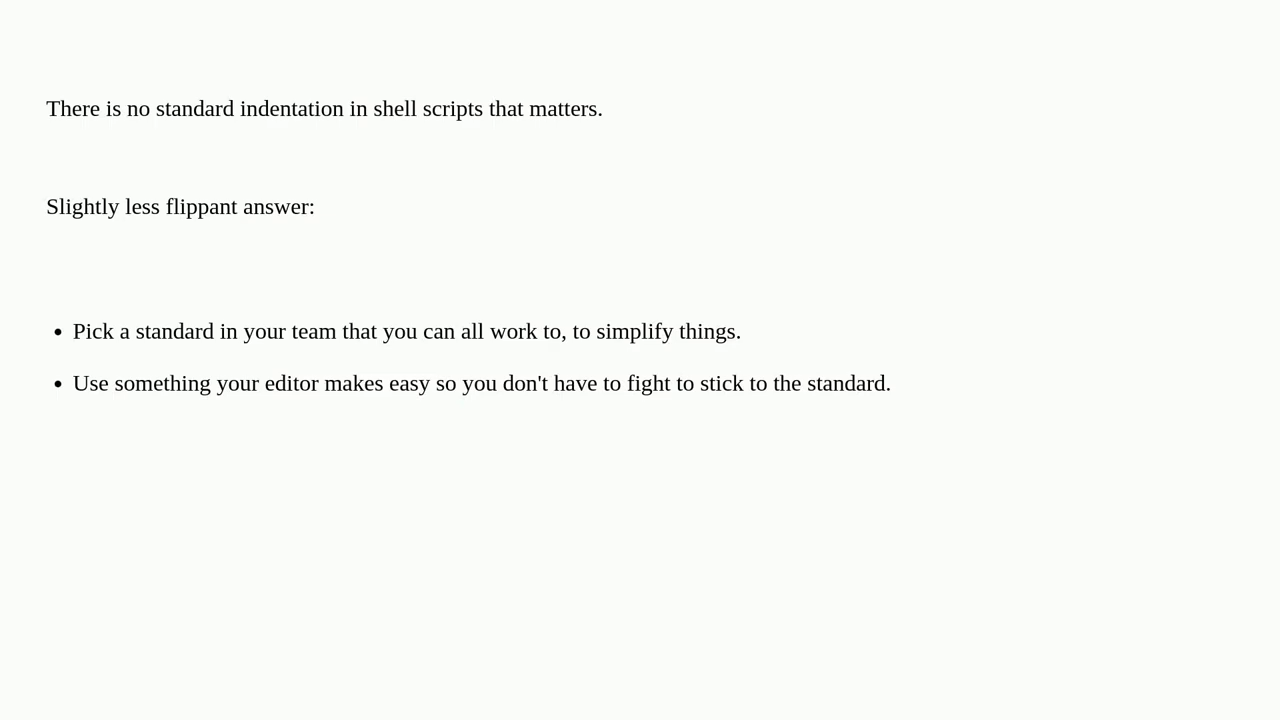 There is no standard indentation in shell scripts that matters.
Slightly less flippant answer:
• Pick a standard in your team that you can all work to, to simplify things.
• Use something your editor makes easy so you don't have to fight to stick to the standard.